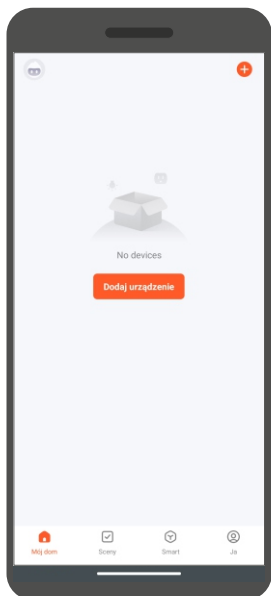 No devices
Dodaj urządzenie
Mój dom
Sceny
Smart
Ja